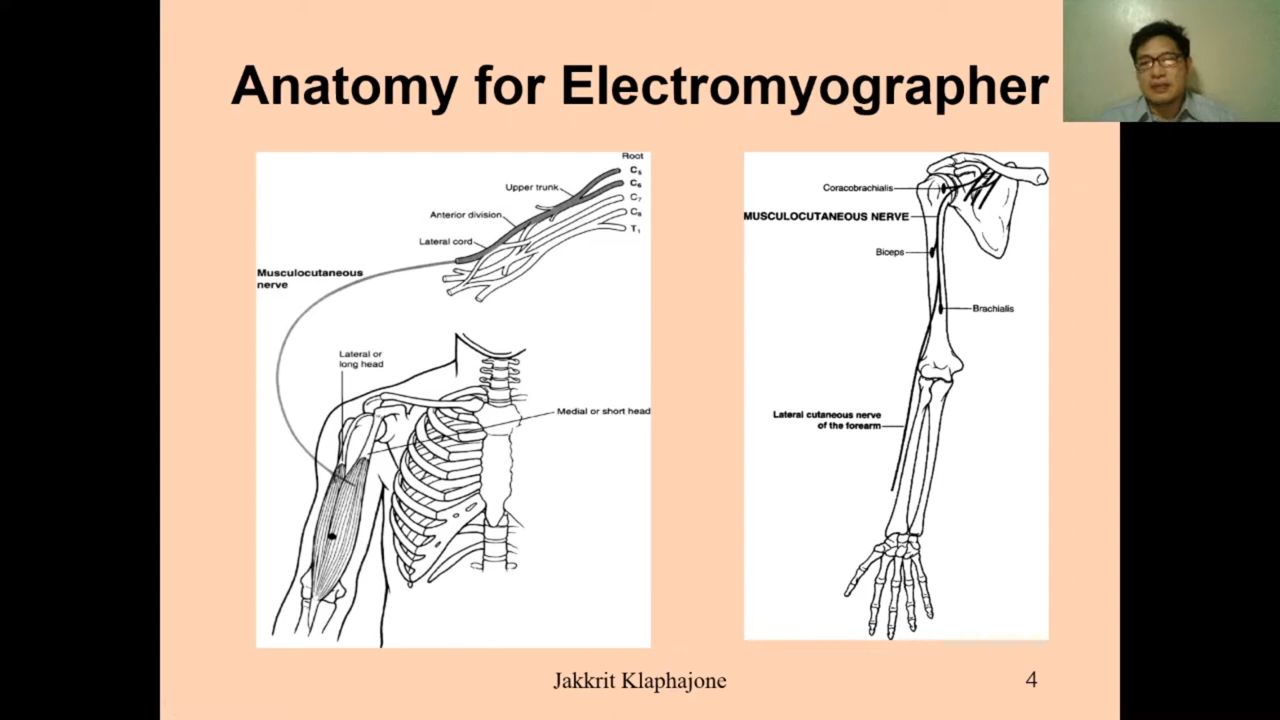 Anatomy for Electromyographer
Root
C5
C6
C7
C8
T1
Upper trunk
Anterior division
Lateral cord
Musculocutaneous
nerve
Lateral or
long head
Medial or short head
Coracobrachialis
MUSCULOCUTANEOUS NERVE
Biceps
Brachialis
Lateral cutaneous nerve
of the forearm
Jakkrit Klaphajone
4